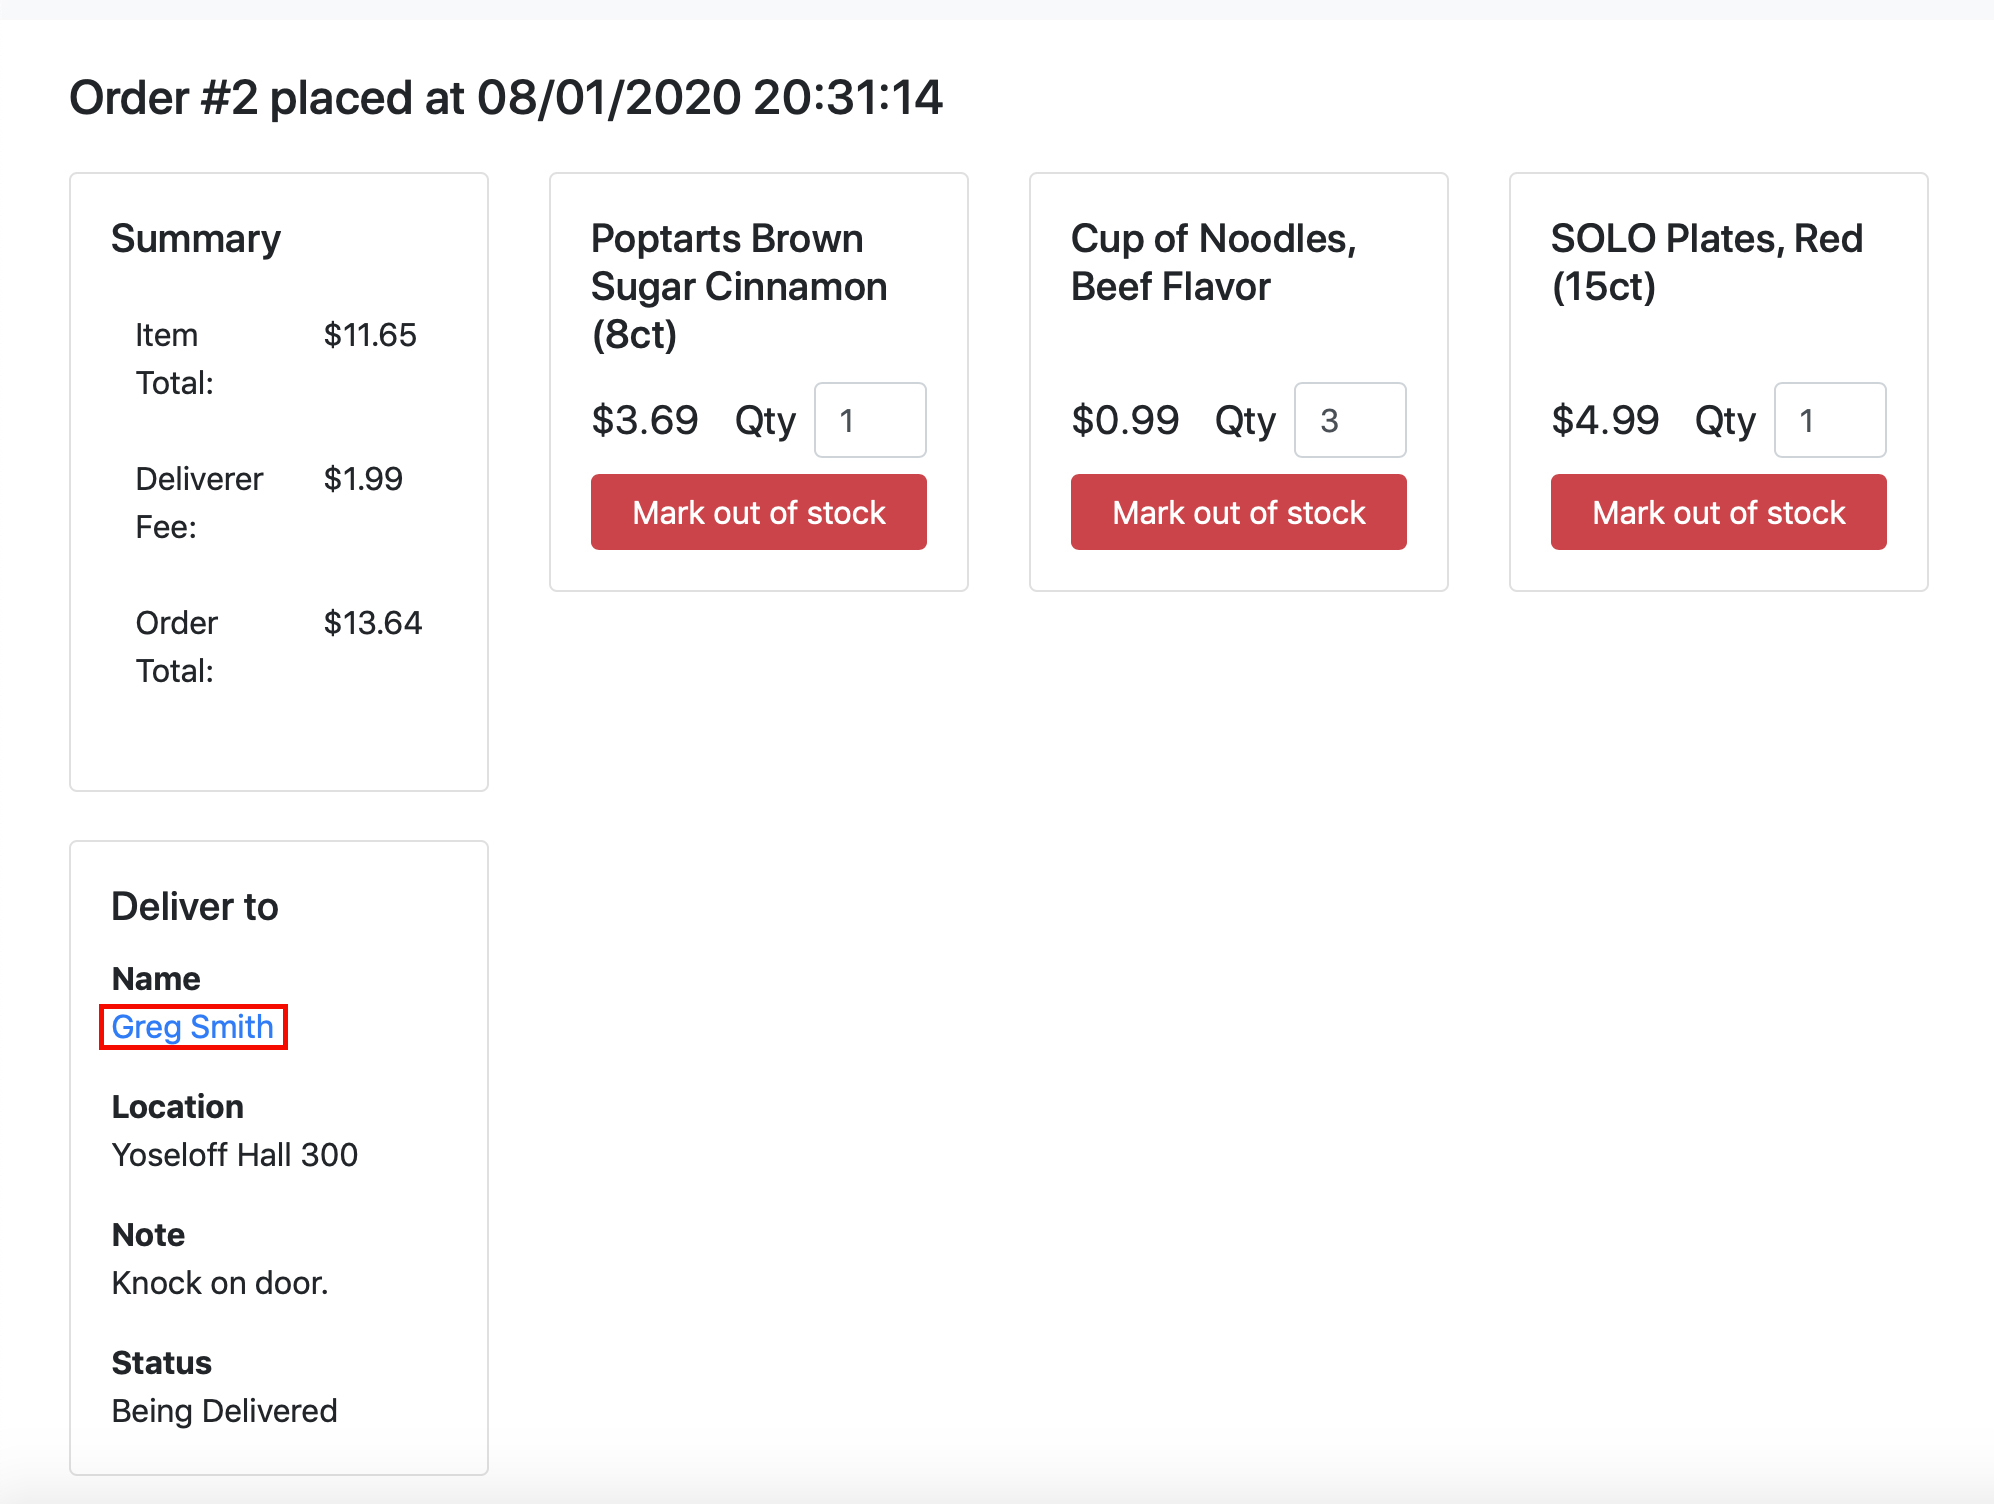 Order #2 placed at 08/01/2020 20:31:14
Summary
Item $11.65
Total:
Deliverer $1.99
Fee:
Order $13.64
Total:
Poptarts Brown
Sugar Cinnamon
(8ct)
$3.69 Qty 1
Mark out of stock
Cup of Noodles,
Beef Flavor
$0.99 Qty 3
Mark out of stock
SOLO Plates, Red
(15ct)
$4.99 Qty 1
Mark out of stock
Deliver to
Name
Greg Smith
Location
Yoseloff Hall 300
Note
Knock on door.
Status
Being Delivered